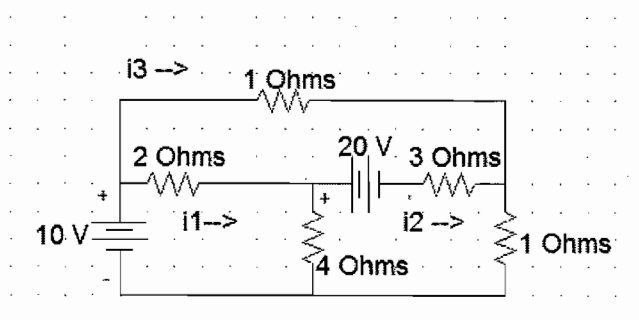 i3 -->
1 Ohms
20 V
2 Ohms
3 Ohms
+
+
i1-->
i2 -->
10 V
1 Ohms
4 Ohms
-